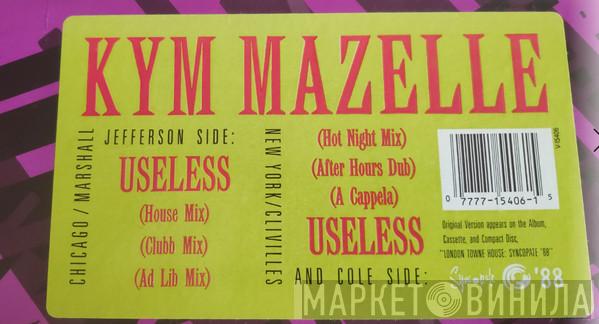 KYM MAZELLE
CHICAGO/MARSHALL
JEFFERSON SIDE:
USELESS
(House Mix)
(Clubb Mix)
(Ad Lib Mix)
NEW YORK/CLIVILLES
AND COLE SIDE:
(Hot Night Mix)
(After Hours Dub)
(A Cappela)
USELESS
V-15406
0 7777-15406-1 5
Original Version appears on the Album,
Cassette, and Compact Disc,
"LONDON TOWNE HOUSE: SYNCOPATE '88"
Syncopate '88
МАРКЕТОВИНИЛА